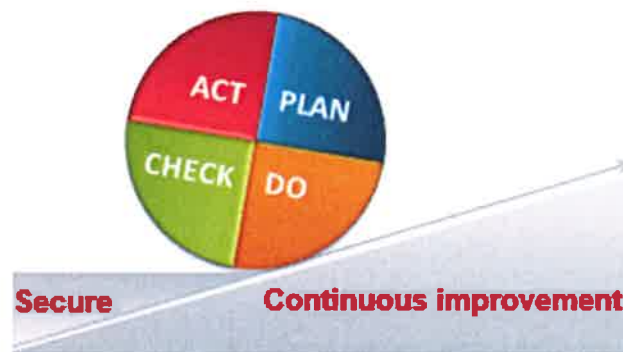 ACT
PLAN
CHECK
DO
Secure
Continuous improvement